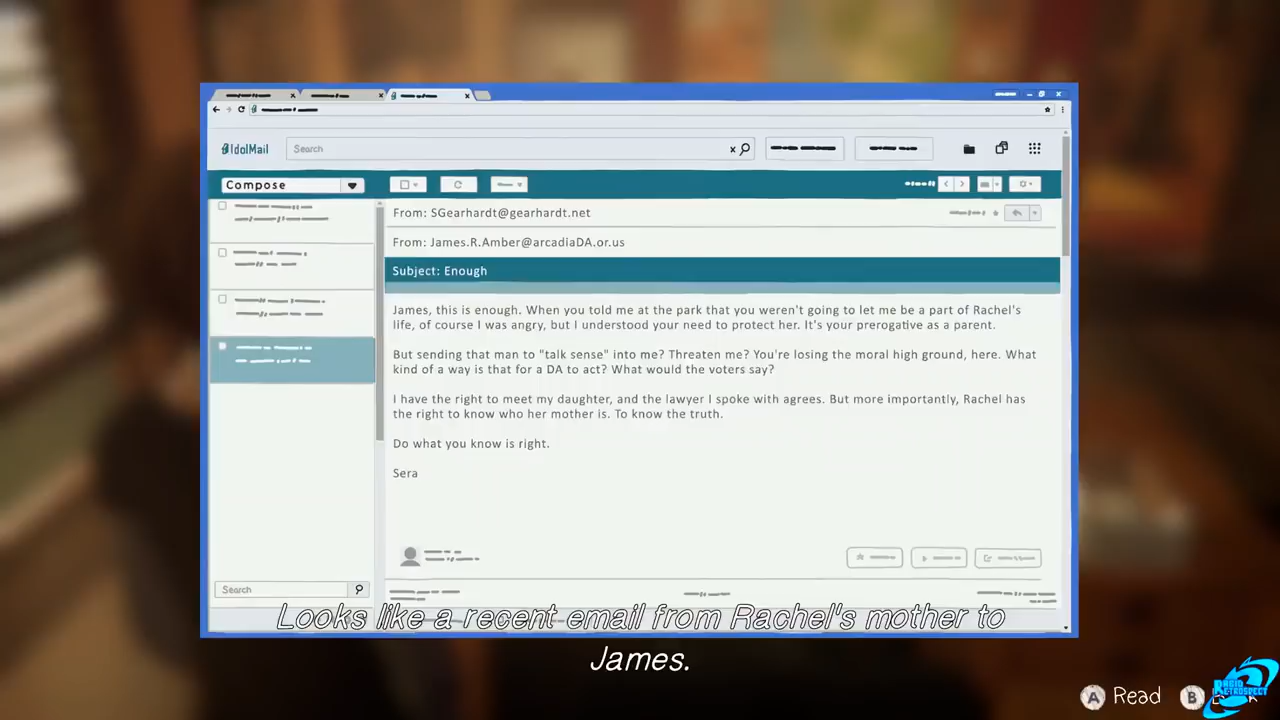 IdolMail
Search
x
Compose
From: SGearhardt@gearhardt.net
From: James.R.Amber@arcadiaDA.or.us
Subject: Enough
James, this is enough. When you told me at the park that you weren't going to let me be a part of Rachel's
life, of course I was angry, but I understood your need to protect her. It's your prerogative as a parent.
But sending that man to "talk sense" into me? Threaten me? You're losing the moral high ground, here. What
kind of a way is that for a DA to act? What would the voters say?
I have the right to meet my daughter, and the lawyer I spoke with agrees. But more importantly, Rachel has
the right to know who her mother is. To know the truth.
Do what you know is right.
Sera
Search
Looks like a recent email from Rachel's mother to
James.
A Read B
RAPID
RETROSPECT